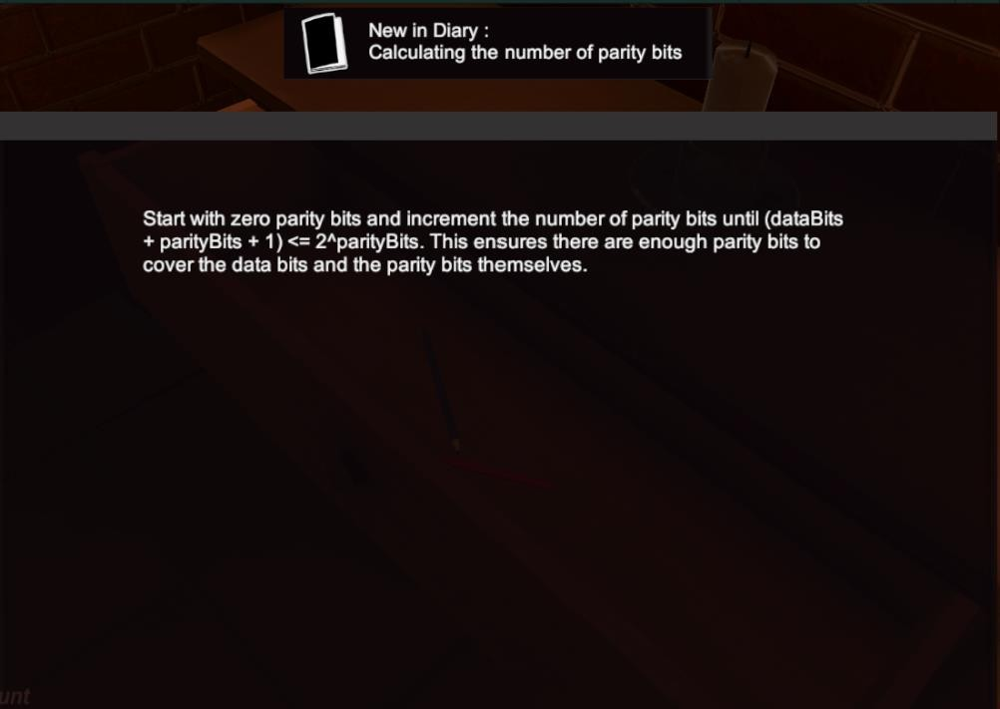 New in Diary :
Calculating the number of parity bits
Start with zero parity bits and increment the number of parity bits until (dataBits
+ parityBits + 1) <= 2^parityBits. This ensures there are enough parity bits to
cover the data bits and the parity bits themselves.
unt